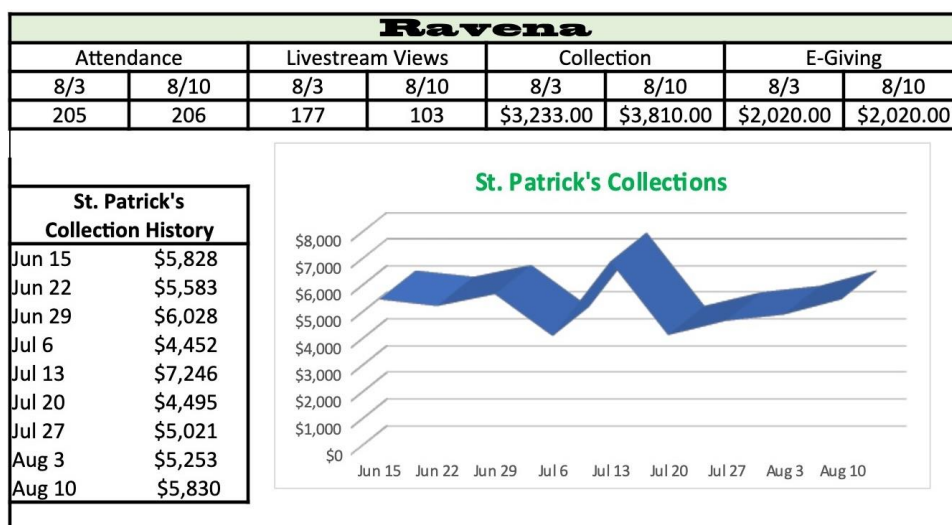 Ravena
Attendance Livestream Views Collection E-Giving
8/3 8/10 8/3 8/10 8/3 8/10 8/3 8/10
205 206 177 103 $3,233.00 $3,810.00 $2,020.00 $2,020.00
St. Patrick's
Collection History
Jun 15 $5,828
Jun 22 $5,583
Jun 29 $6,028
Jul 6 $4,452
Jul 13 $7,246
Jul 20 $4,495
Jul 27 $5,021
Aug 3 $5,253
Aug 10 $5,830
St. Patrick's Collections
$8,000
$7,000
$6,000
$5,000
$4,000
$3,000
$2,000
$1,000
$0
Jun 15 Jun 22 Jun 29 Jul 6 Jul 13 Jul 20 Jul 27 Aug 3 Aug 10